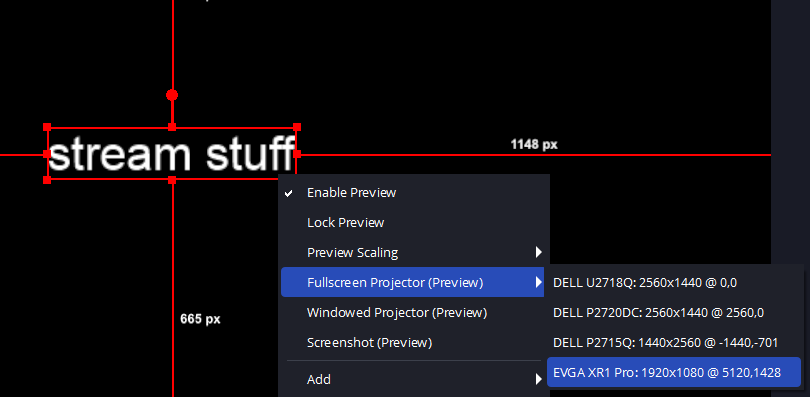 stream stuff
1148 px
665 px
Enable Preview
Lock Preview
Preview Scaling
Fullscreen Projector (Preview)
Windowed Projector (Preview)
Screenshot (Preview)
Add
DELL U2718Q: 2560x1440 @ 0,0
DELL P2720DC: 2560x1440 @ 2560,0
DELL P2715Q: 1440x2560 @ -1440,-701
EVGA XR1 Pro: 1920x1080 @ 5120,1428